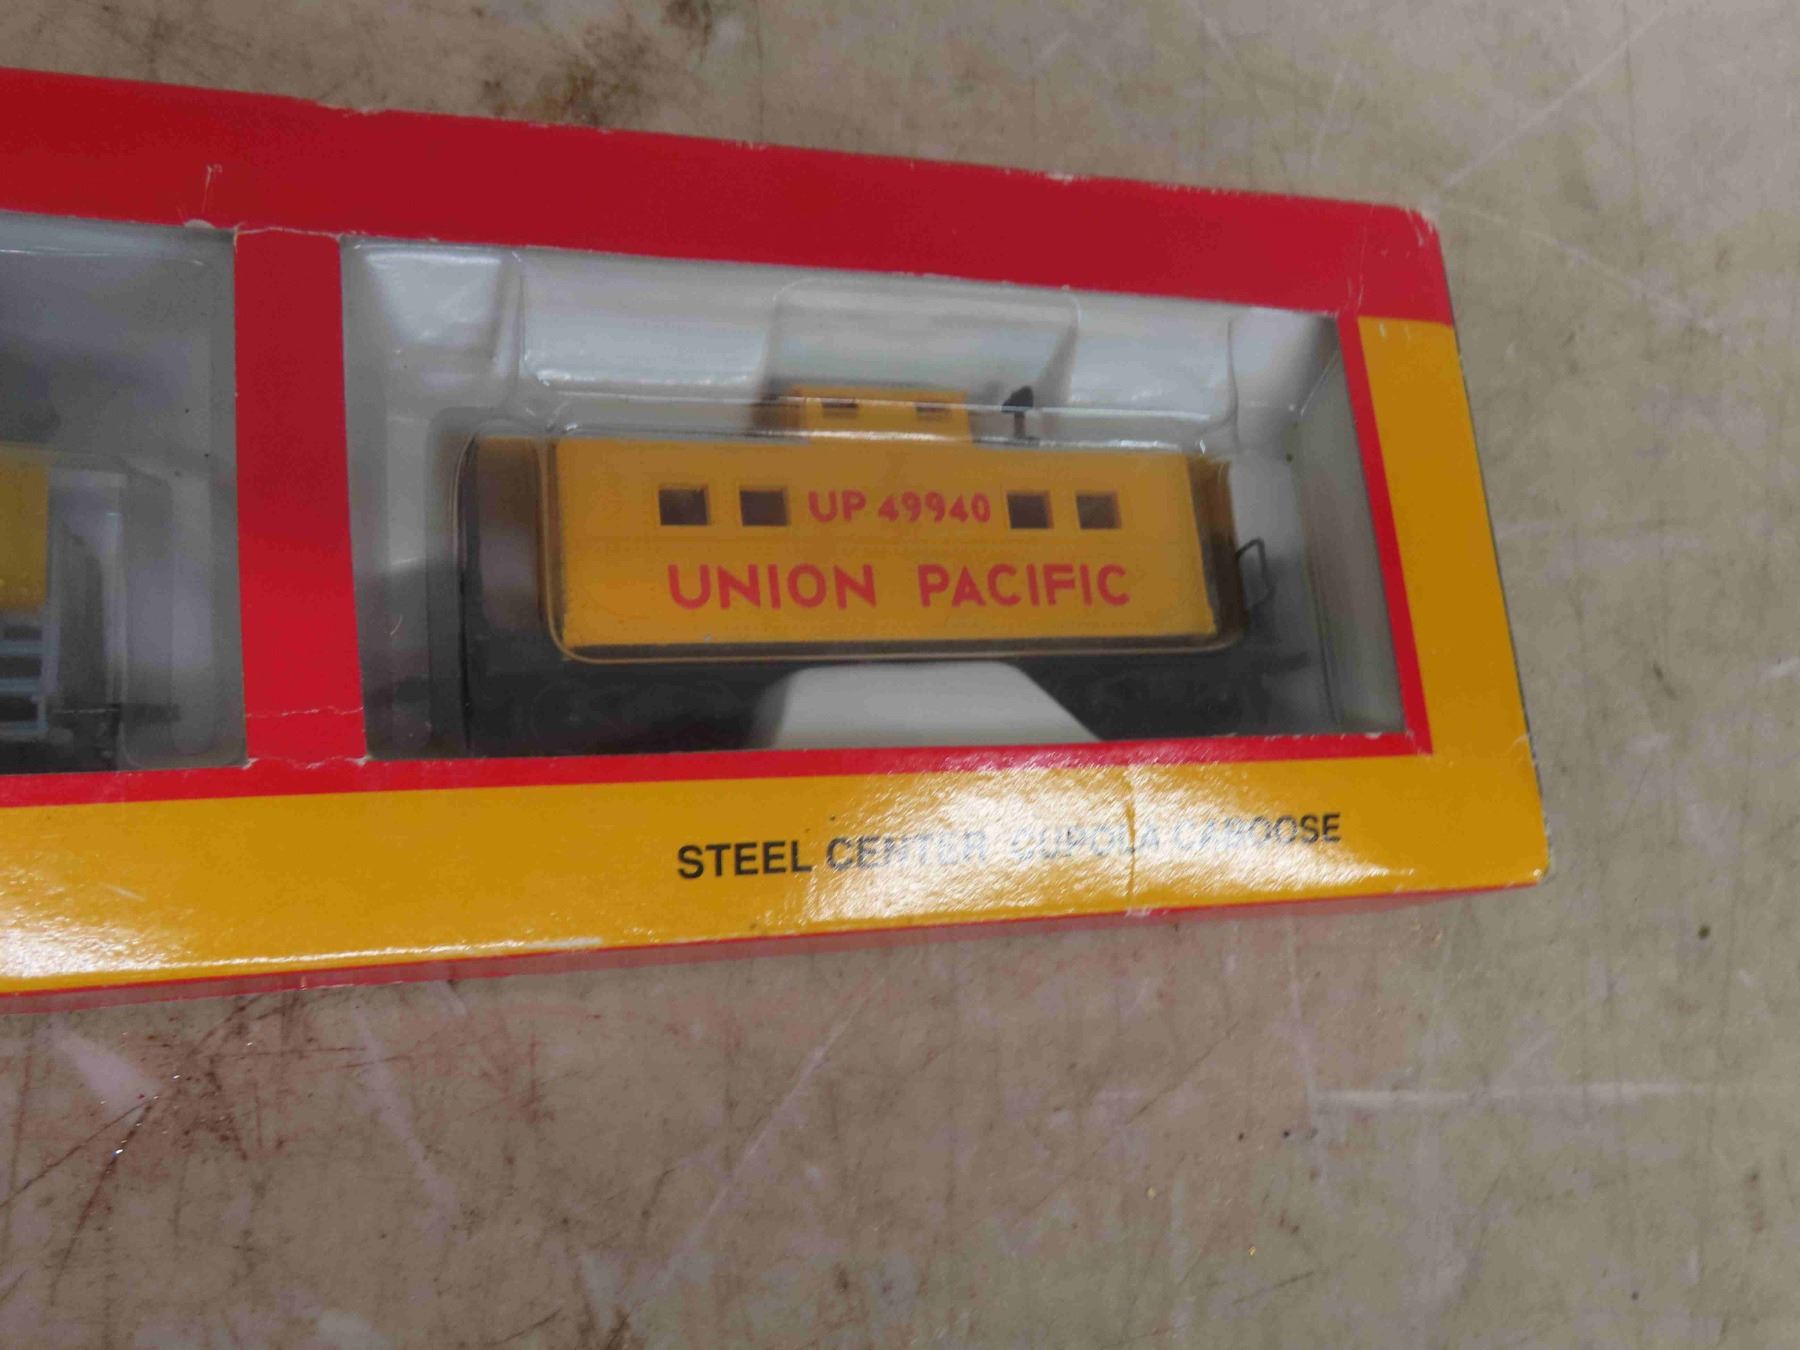 UP 49940
UNION PACIFIC
STEEL CENTER CUPOLA CABOOSE